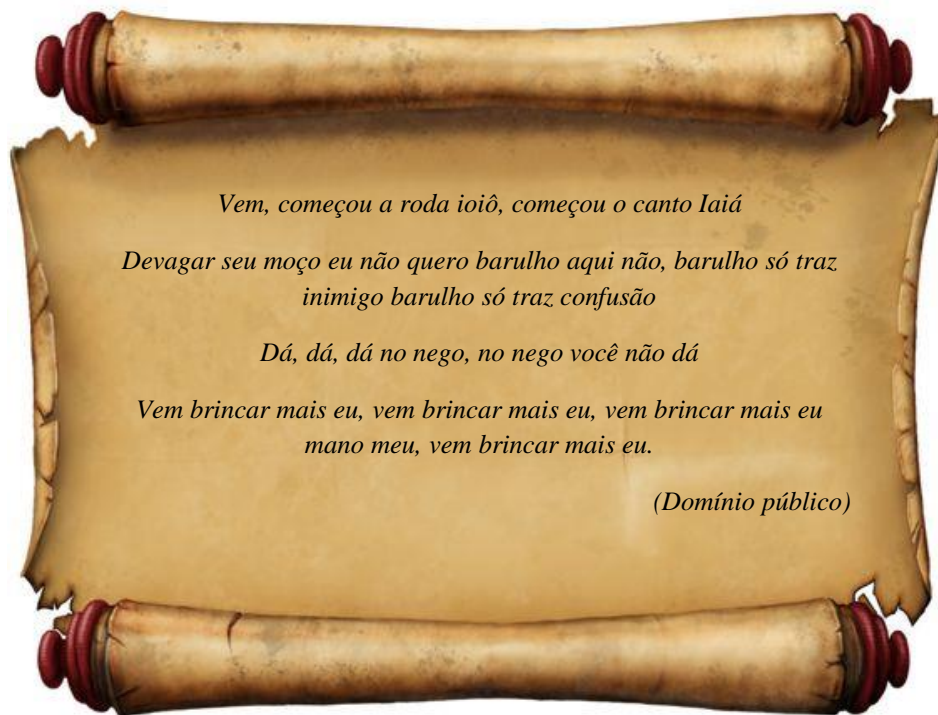 Vem, começou a roda ioiô, começou o canto Iaiá
Devagar seu moço eu não quero barulho aqui não, barulho só traz
inimigo barulho só traz confusão
Dá, dá, dá no nego, no nego você não dá
Vem brincar mais eu, vem brincar mais eu, vem brincar mais eu
mano meu, vem brincar mais eu.
(Domínio público)